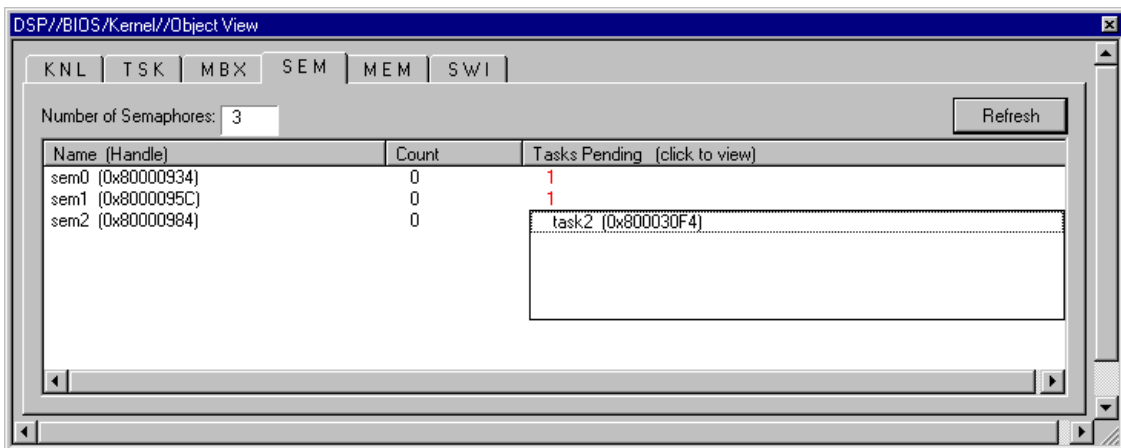 DSP//BIOS/Kernel//Object View
KNL TSK MBX SEM MEM SWI
Number of Semaphores: 3 Refresh
Name (Handle) Count Tasks Pending (click to view)
sem0 (0x80000934) 0 1
sem1 (0x8000095C) 0 1
sem2 (0x80000984) 0 task2 (0x800030F4)